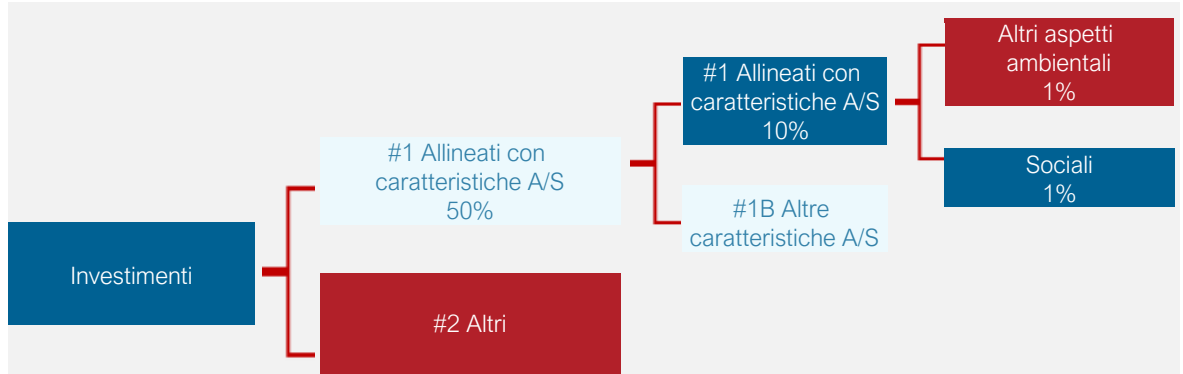 Investimenti
#1 Allineati con
caratteristiche A/S
50%
#2 Altri
#1 Allineati con
caratteristiche A/S
10%
#1B Altre
caratteristiche A/S
Altri aspetti
ambientali
1%
Sociali
1%